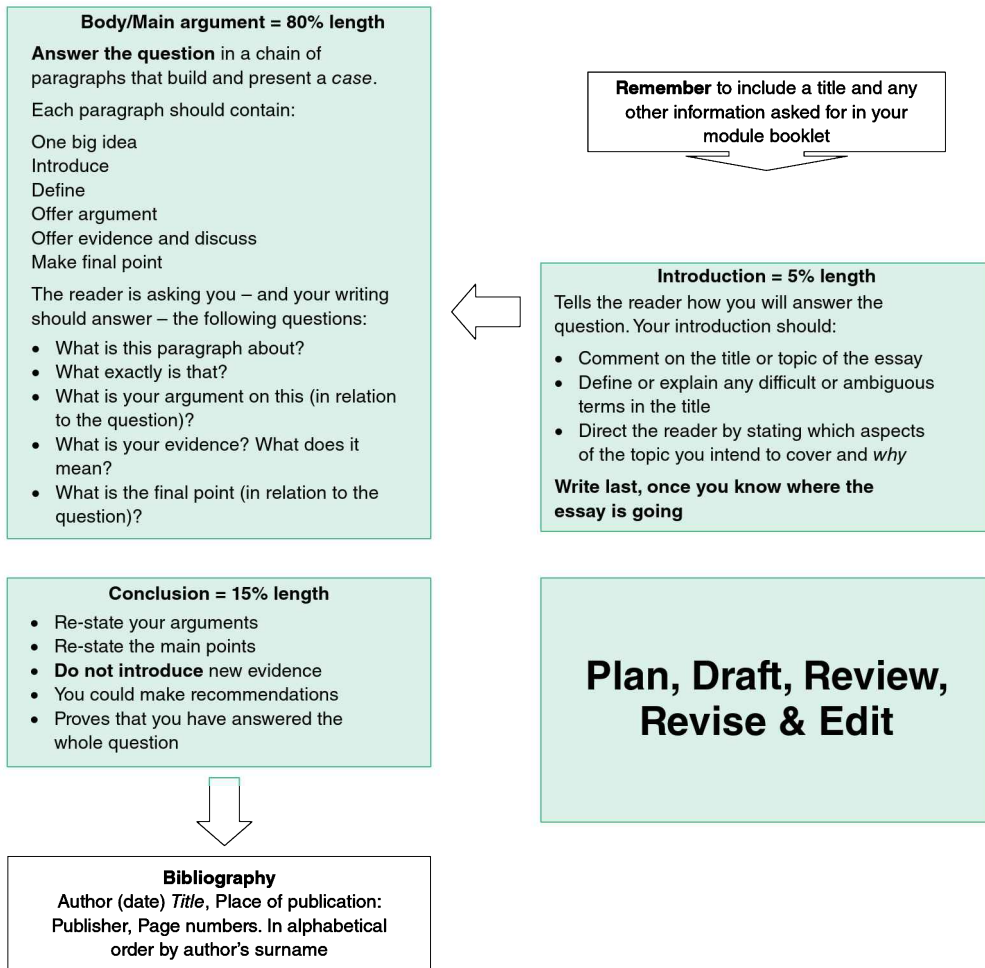 Body/Main argument = 80% length
Answer the question in a chain of
paragraphs that build and present a case.
Each paragraph should contain:
One big idea
Introduce
Define
Offer argument
Offer evidence and discuss
Make final point
The reader is asking you – and your writing
should answer – the following questions:
• What is this paragraph about?
• What exactly is that?
• What is your argument on this (in relation
to the question)?
• What is your evidence? What does it
mean?
• What is the final point (in relation to the
question)?
Remember to include a title and any
other information asked for in your
module booklet
Introduction = 5% length
Tells the reader how you will answer the
question. Your introduction should:
• Comment on the title or topic of the essay
• Define or explain any difficult or ambiguous
terms in the title
• Direct the reader by stating which aspects
of the topic you intend to cover and why
Write last, once you know where the
essay is going
Conclusion = 15% length
• Re-state your arguments
• Re-state the main points
• Do not introduce new evidence
• You could make recommendations
• Proves that you have answered the
whole question
Plan, Draft, Review,
Revise & Edit
Bibliography
Author (date) Title, Place of publication:
Publisher, Page numbers. In alphabetical
order by author's surname